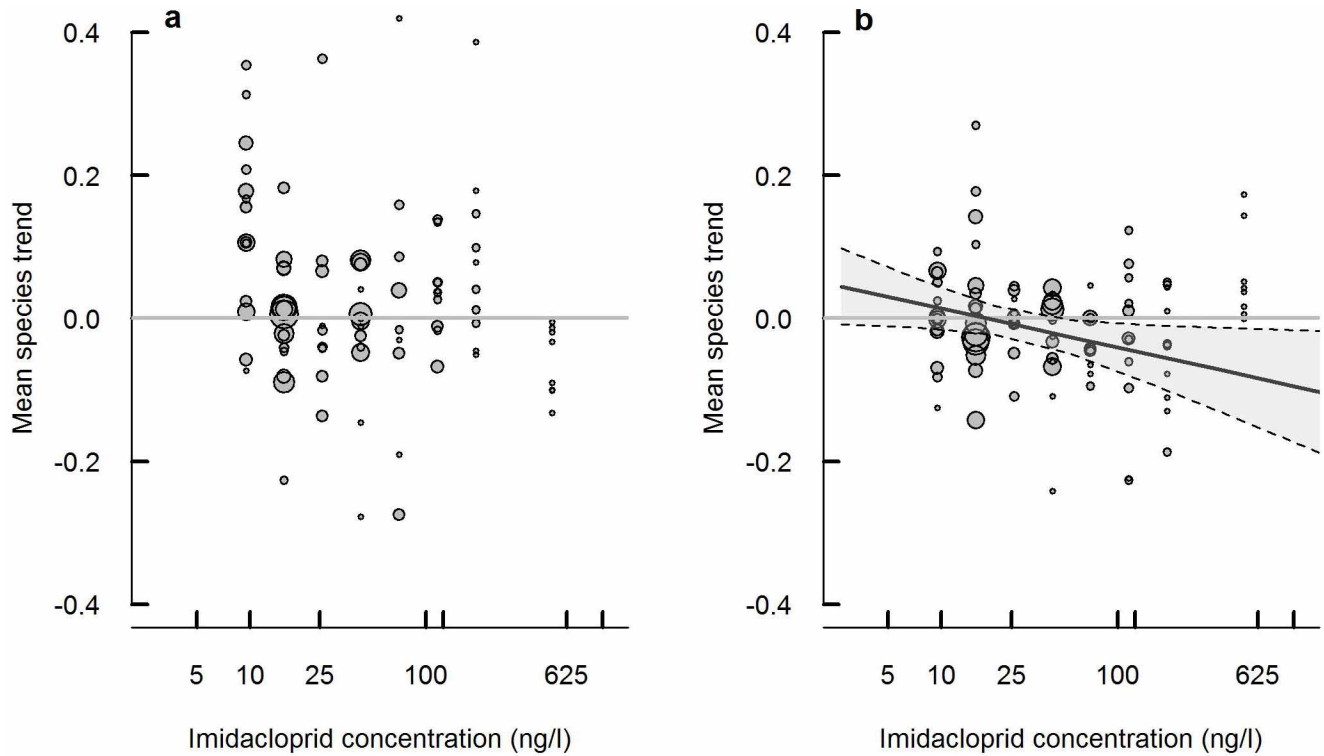 a
0.4
0.2
0.0
-0.2
-0.4
Mean species trend
5 10 25 100 625
Imidacloprid concentration (ng/l)
b
0.4
0.2
0.0
-0.2
-0.4
Mean species trend
5 10 25 100 625
Imidacloprid concentration (ng/l)